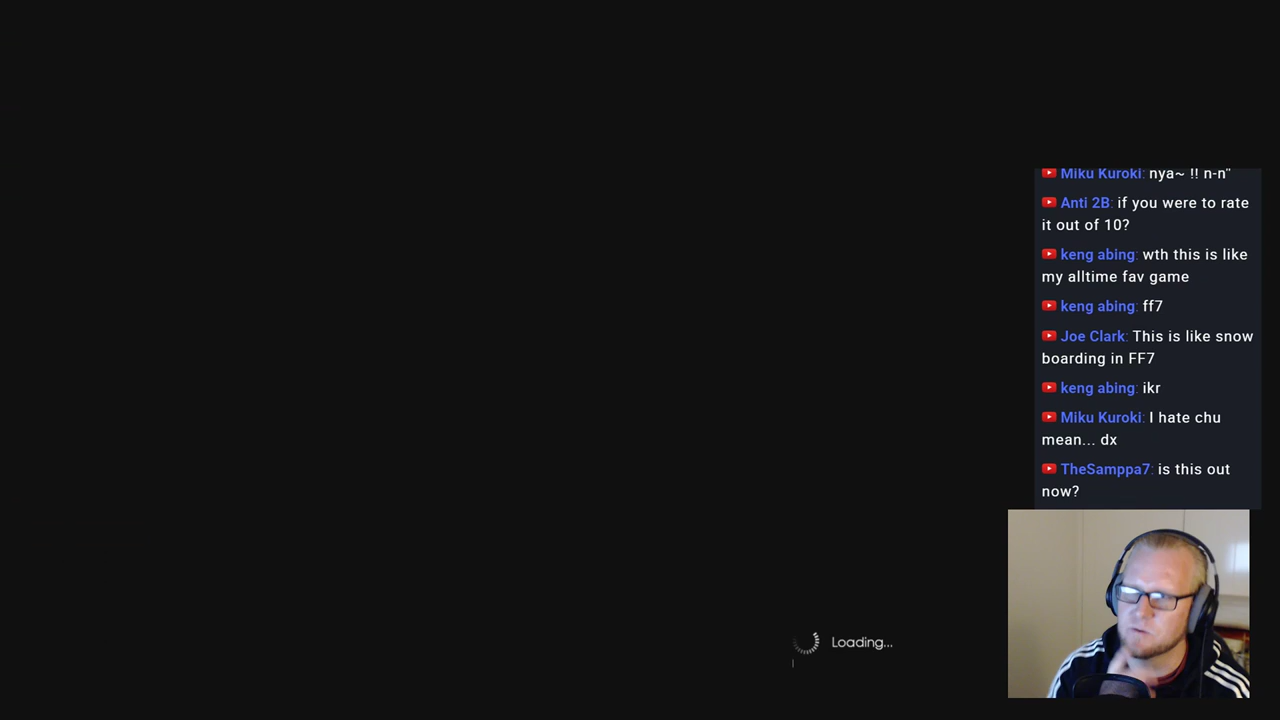 Miku Kuroki: nya~ !! n-n"
Anti 2B: if you were to rate
it out of 10?
keng abing: wth this is like
my alltime fav game
keng abing: ff7
Joe Clark: This is like snow
boarding in FF7
keng abing: ikr
Miku Kuroki: I hate chu
mean... dx
TheSamppa7: is this out
now?
Loading...